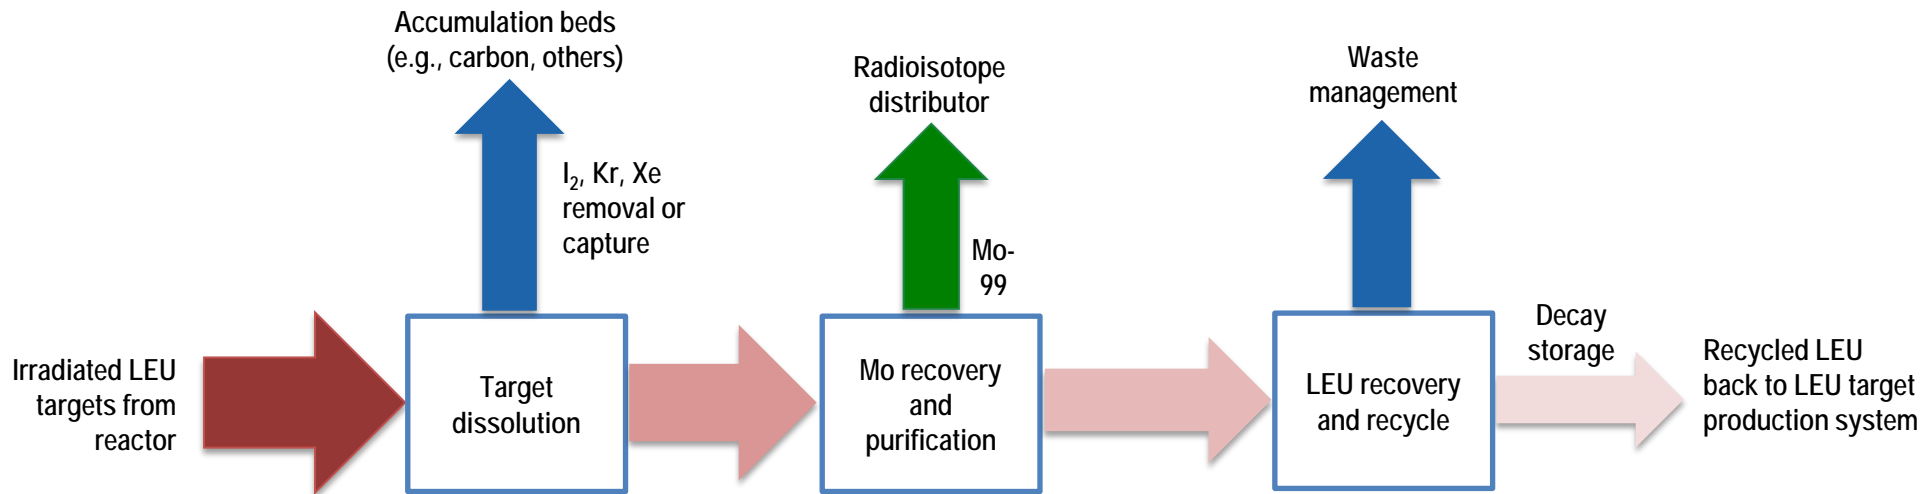 Accumulation beds
(e.g., carbon, others)
I₂, Kr, Xe
removal or
capture
Radioisotope
distributor
Mo-
99
Waste
management
Irradiated LEU
targets from
reactor
Target
dissolution
Mo recovery
and
purification
LEU recovery
and recycle
Decay
storage
Recycled LEU
back to LEU target
production system